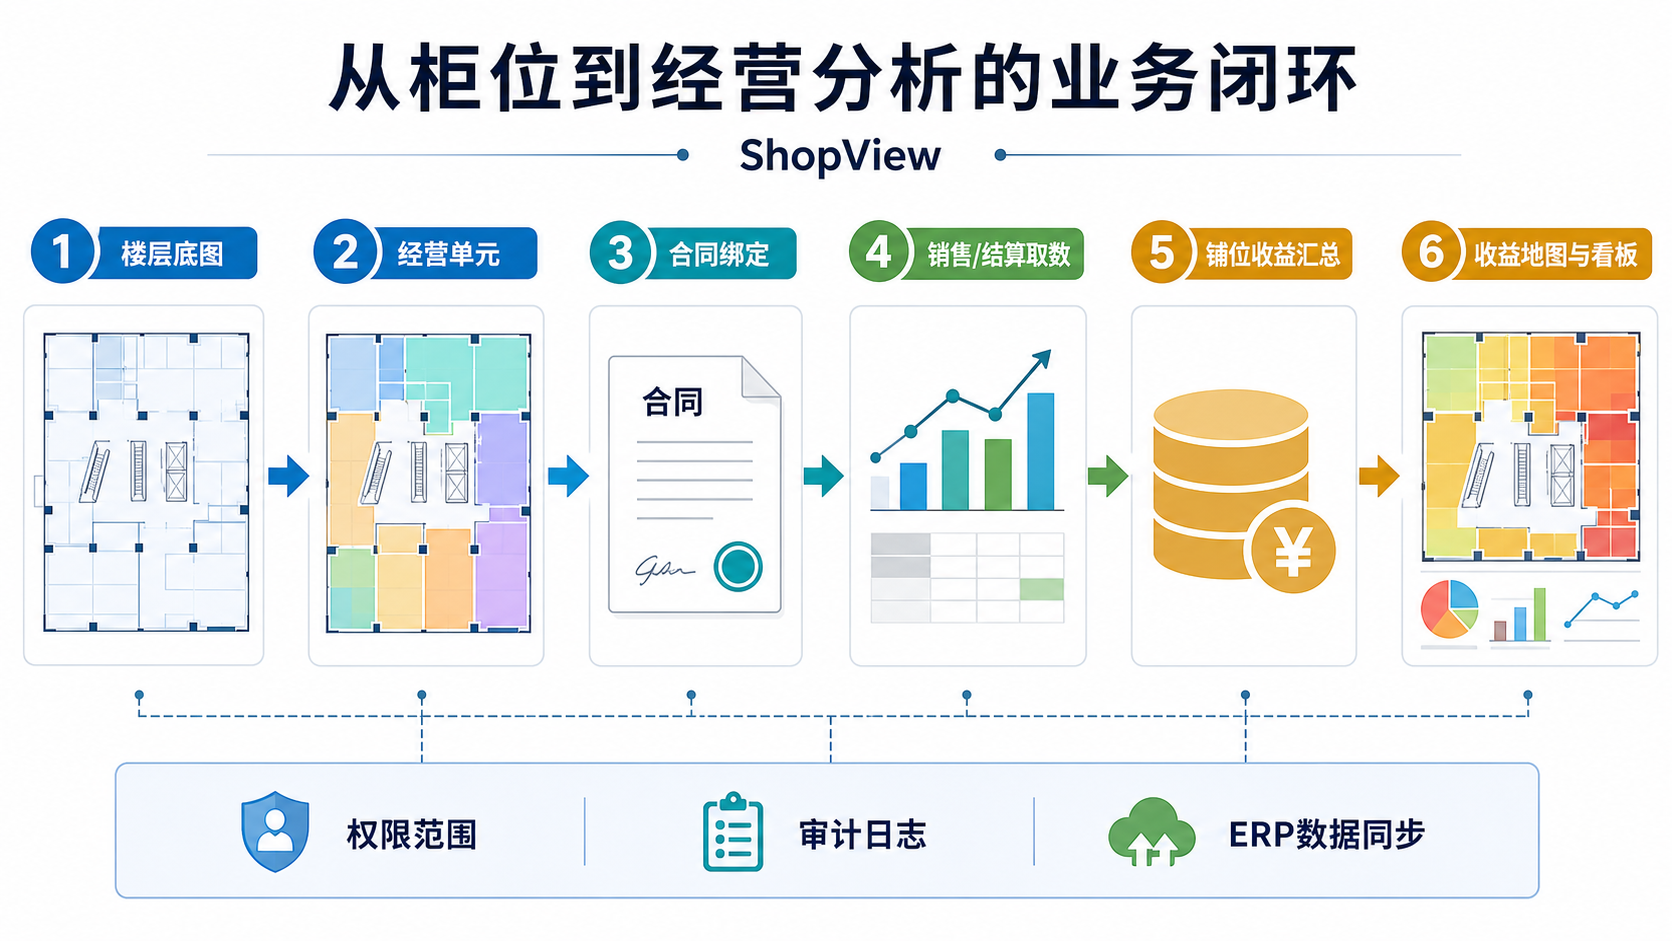 从柜位到经营分析的业务闭环
ShopView
1 楼层底图
2 经营单元
3 合同绑定
4 销售/结算取数
5 铺位收益汇总
6 收益地图与看板
合同
¥
权限范围
审计日志
ERP数据同步